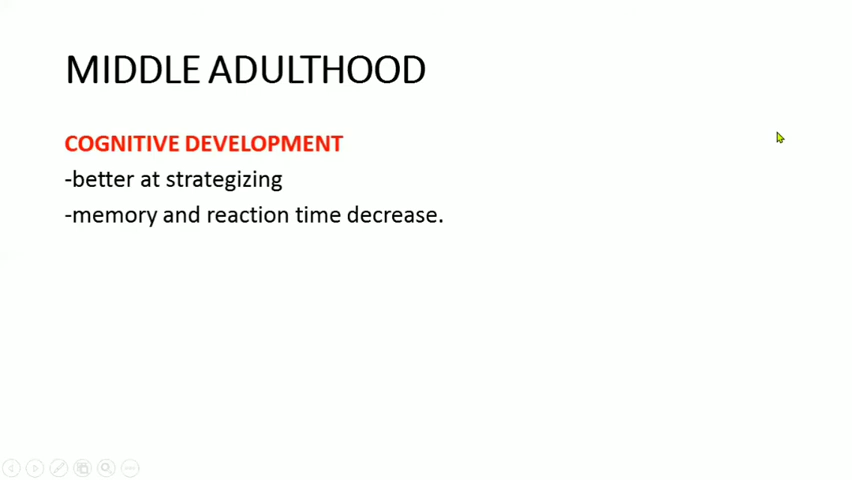 MIDDLE ADULTHOOD
COGNITIVE DEVELOPMENT
-better at strategizing
-memory and reaction time decrease.